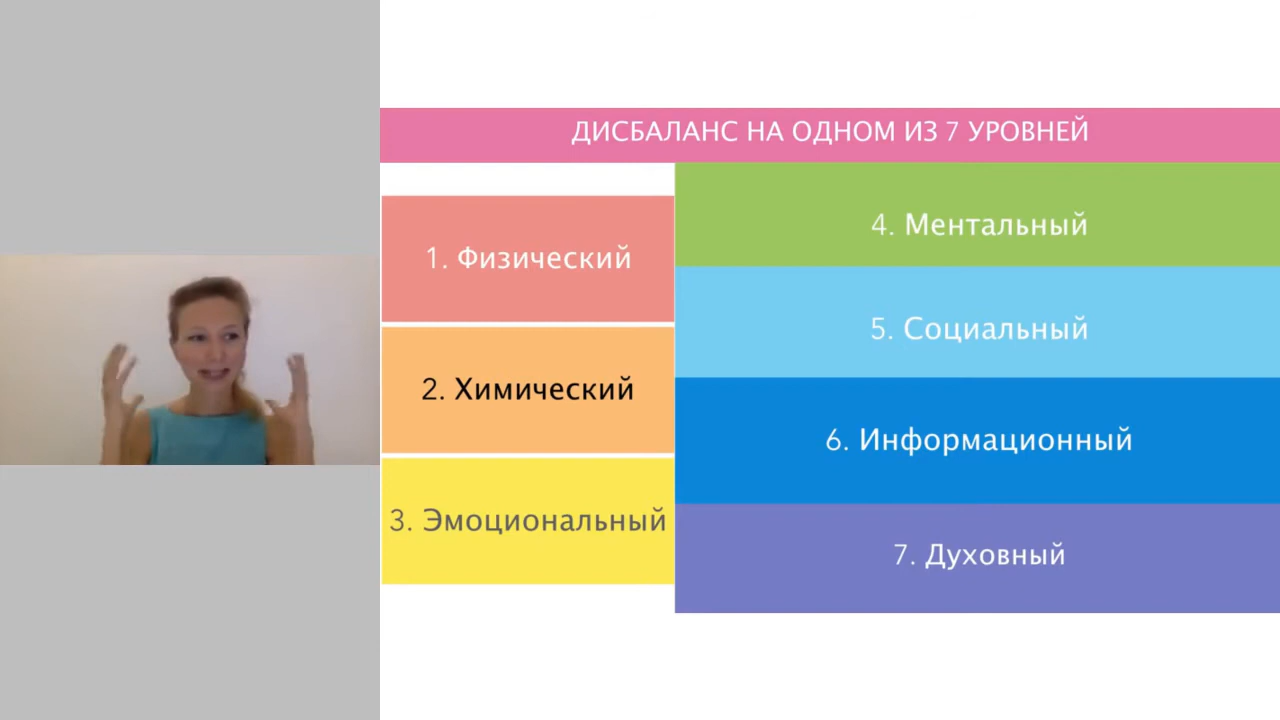 ДИСБАЛАНС НА ОДНОМ ИЗ 7 УРОВНЕЙ
1. Физический
2. Химический
3. Эмоциональный
4. Ментальный
5. Социальный
6. Информационный
7. Духовный